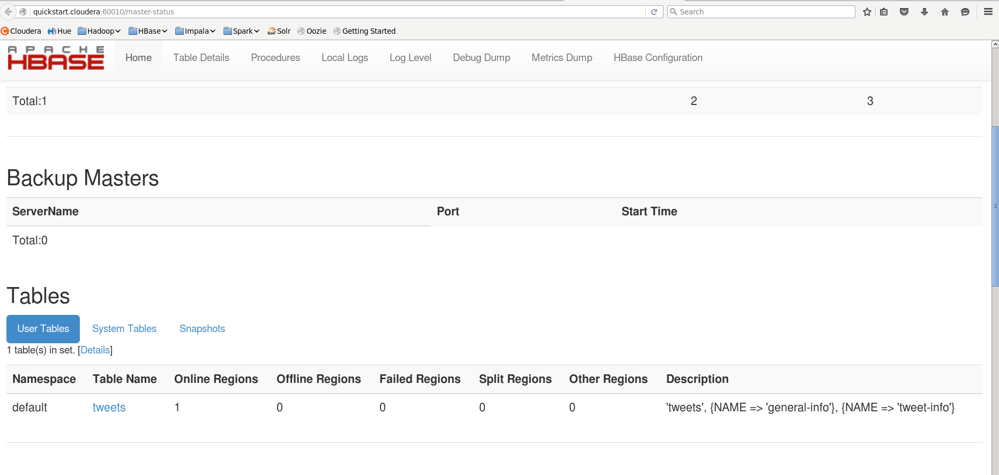 quickstart.cloudera:60010/master-status
Search
Cloudera Hue Hadoop HBase Impala Spark Solr Oozie Getting Started
APACHE
HBASE
Home Table Details Procedures Local Logs Log Level Debug Dump Metrics Dump HBase Configuration
Total:1 2 3
Backup Masters
ServerName Port Start Time
Total:0
Tables
User Tables System Tables Snapshots
1 table(s) in set. [Details]
Namespace Table Name Online Regions Offline Regions Failed Regions Split Regions Other Regions Description
default tweets 1 0 0 0 0 'tweets', {NAME => 'general-info'}, {NAME => 'tweet-info'}